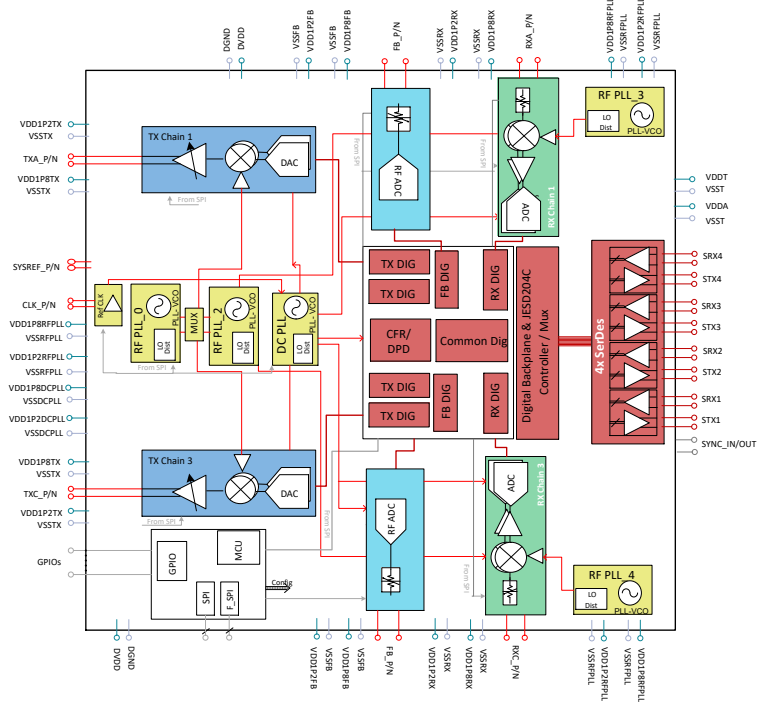 DGND
DVDD
VSSFB
VDD1P2FB
VSSFB
VDD1P8FB
FB_P/N
VSSRX
VDD1P2RX
VSSRX
VDD1P8RX
RXA_P/N
VDD1P8RFPLL
VSSRFPLL
VDD1P2RFPLL
VSSRFPLL
VDD1P2TX
VSSTX
TXA_P/N
VDD1P8TX
VSSTX
SYSREF_P/N
CLK_P/N
VDD1P8RFPLL
VSSRFPLL
VDD1P2RFPLL
VSSRFPLL
VDD1P8DCPLL
VSSDCPLL
VDD1P2DCPLL
VSSDCPLL
VDD1P8TX
VSSTX
TXC_P/N
VDD1P2TX
VSSTX
GPIOs
TX Chain 1
DAC
From SPI
RF ADC
From SPI
From SPI
ADC
RX Chain 1
RF PLL_3
LO
Dist
PLL-VCO
Ref CLK
RF PLL_0
PLL- VCO
LO
Dist
From SPI
MUX
RF PLL_2
PLL- VCO
LO
Dist
DC PLL
PLL- VCO
LO
Dist
TX DIG
TX DIG
FB DIG
RX DIG
CFR/
DPD
Common Dig
TX DIG
TX DIG
FB DIG
RX DIG
Digital Backplane & JESD204C
Controller / Mux
4x SerDes
VDDT
VSST
VDDA
VSST
SRX4
STX4
SRX3
STX3
SRX2
STX2
SRX1
STX1
SYNC_IN/OUT
TX Chain 3
DAC
From SPI
GPIO
MCU
SPI
F_SPI
Config
From SPI
RF ADC
From SPI
ADC
RX Chain 3
RF PLL_4
LO
Dist
PLL-VCO
DVDD
DGND
VDD1P2FB
VSSFB
VDD1P8FB
VSSFB
FB_P/N
VDD1P2RX
VSSRX
VDD1P8RX
VSSRX
RXC_P/N
VSSRFPLL
VDD1P2RFPLL
VSSRFPLL
VDD1P8RFPLL